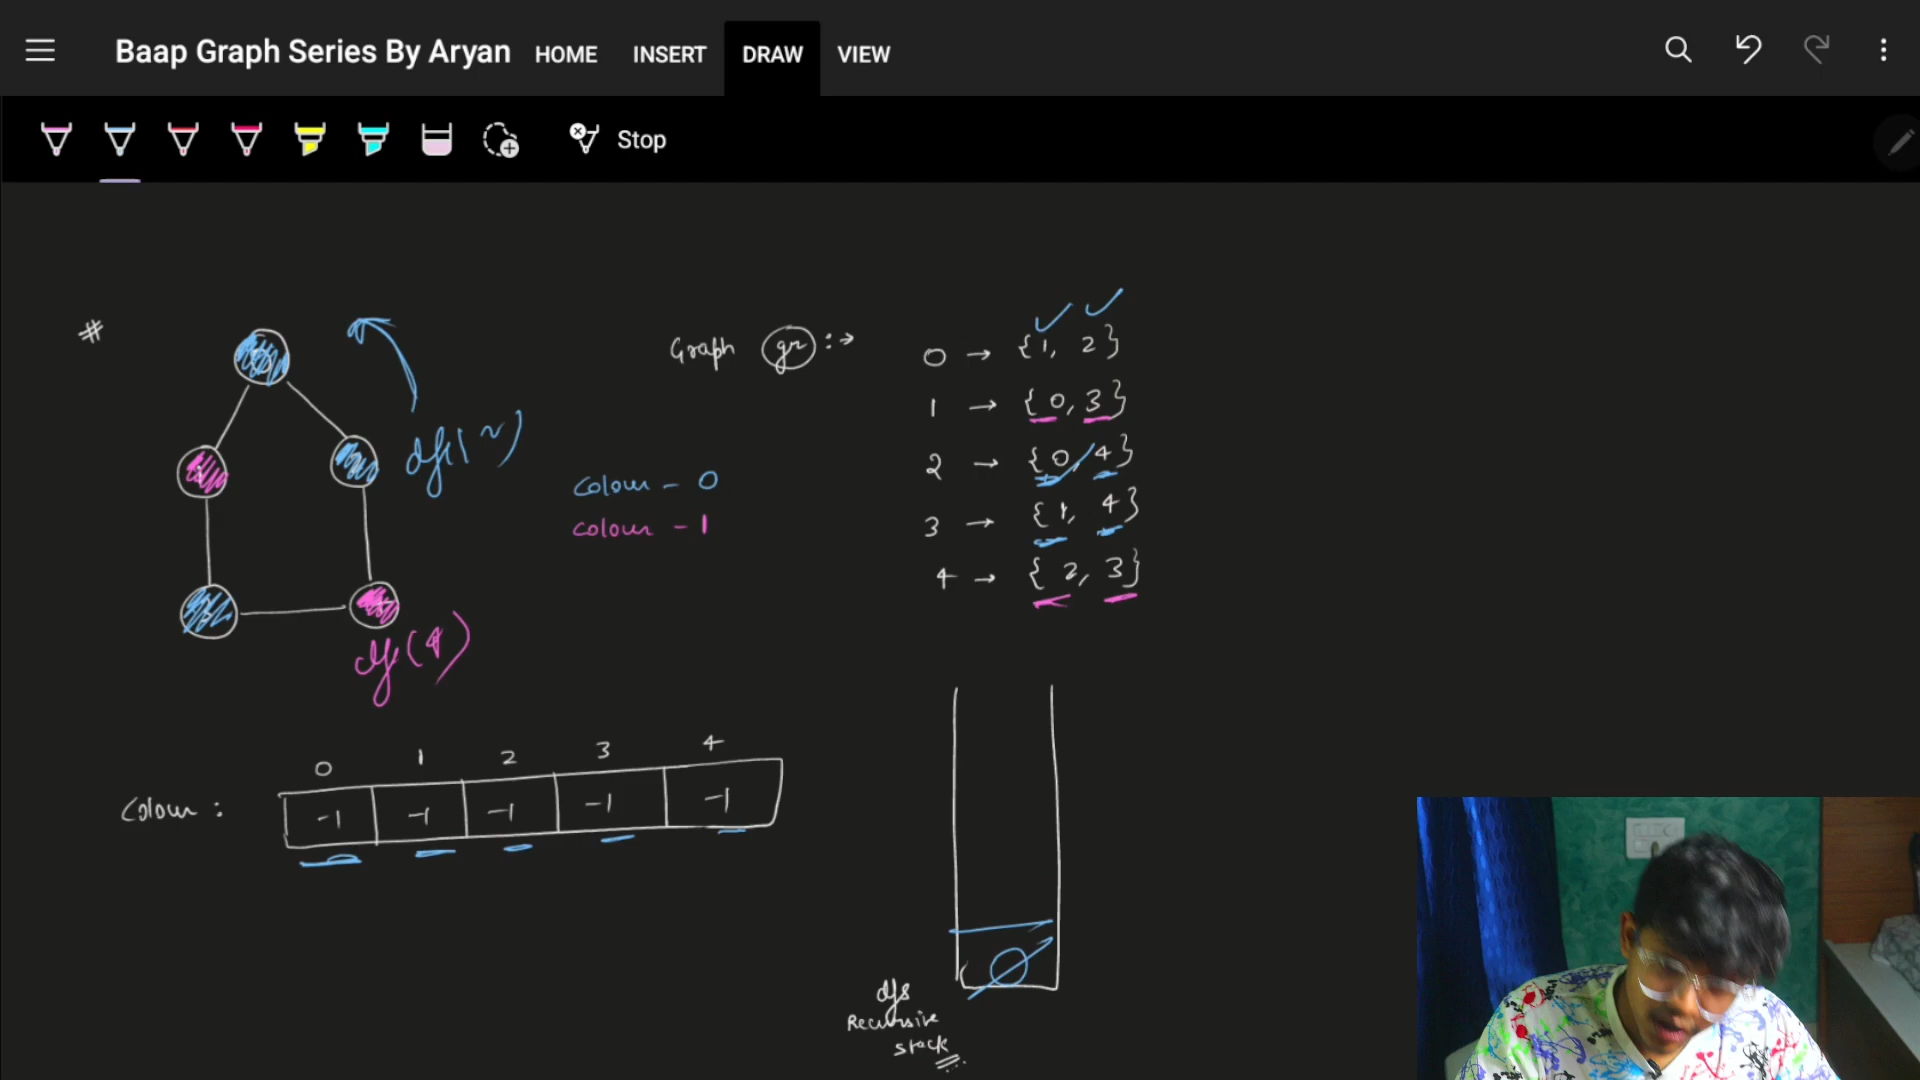 Baap Graph Series By Aryan HOME INSERT DRAW VIEW
Stop
#
Graph gr :→
0 → {1, 2}
1 → {0, 3}
2 → {0, 4}
3 → {1, 4}
4 → {2, 3}
Colour - 0
Colour - 1
dfs(4)
0 1 2 3 4
Colour : -1 -1 -1 -1 -1
dfs
Recursive
stack